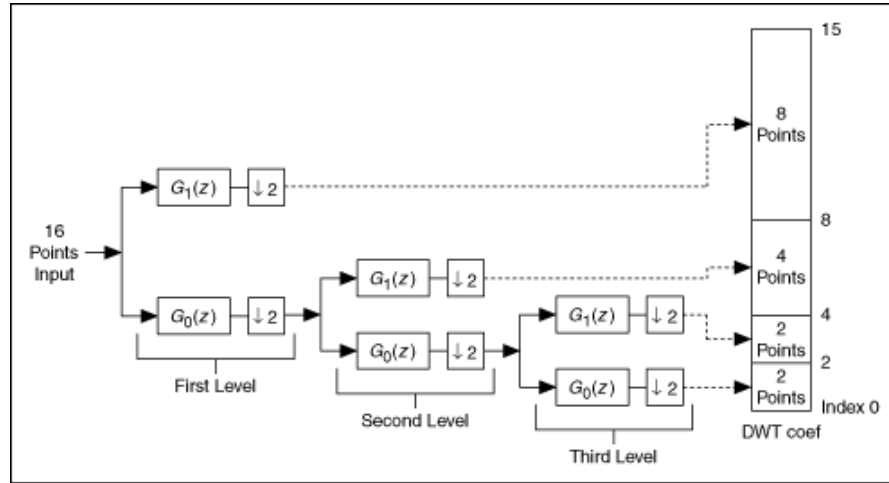 15
8
Points
G1(z) ↓2
8
16
Points
Input
4
Points
G1(z) ↓2
G0(z) ↓2
G1(z) ↓2
4
2
Points
G0(z) ↓2
2
First Level
2
Points
G0(z) ↓2
Index 0
Second Level
DWT coef
Third Level